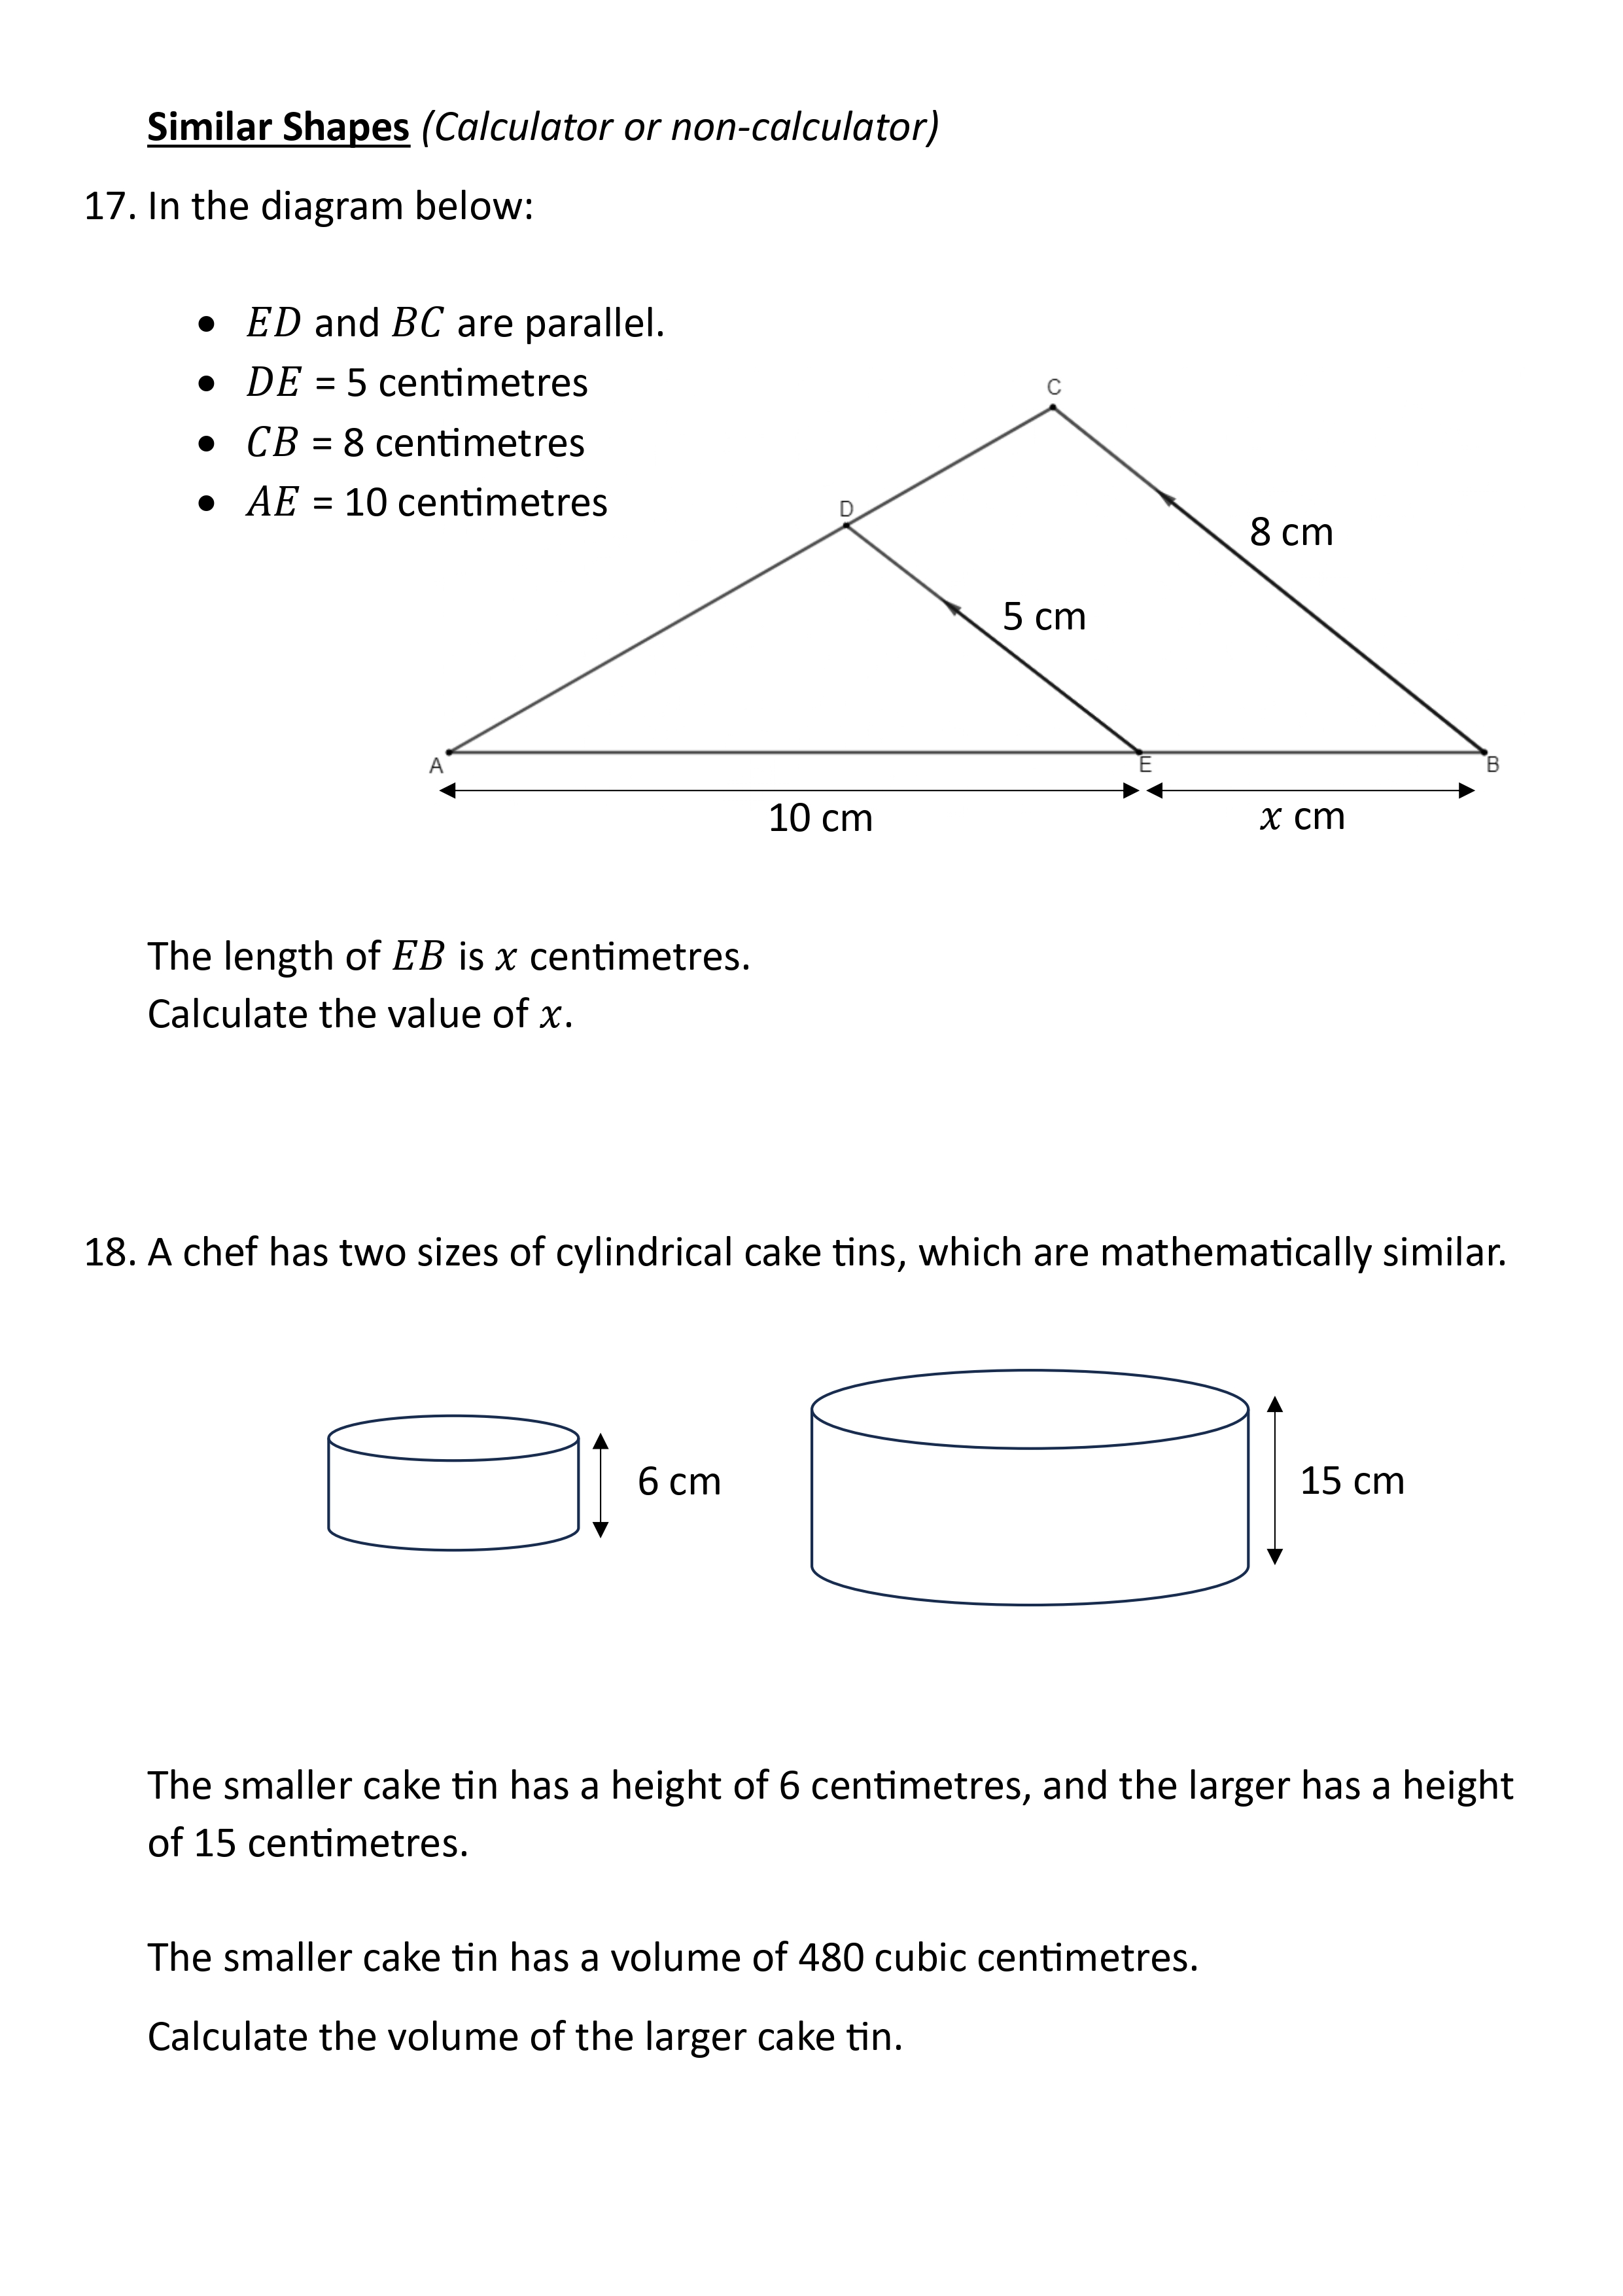 Similar Shapes (Calculator or non-calculator)
17. In the diagram below:
• ED and BC are parallel.
• DE = 5 centimetres
• CB = 8 centimetres
• AE = 10 centimetres
C
D
8 cm
5 cm
A
E
B
10 cm
x cm
The length of EB is x centimetres.
Calculate the value of x.
18. A chef has two sizes of cylindrical cake tins, which are mathematically similar.
6 cm
15 cm
The smaller cake tin has a height of 6 centimetres, and the larger has a height
of 15 centimetres.
The smaller cake tin has a volume of 480 cubic centimetres.
Calculate the volume of the larger cake tin.